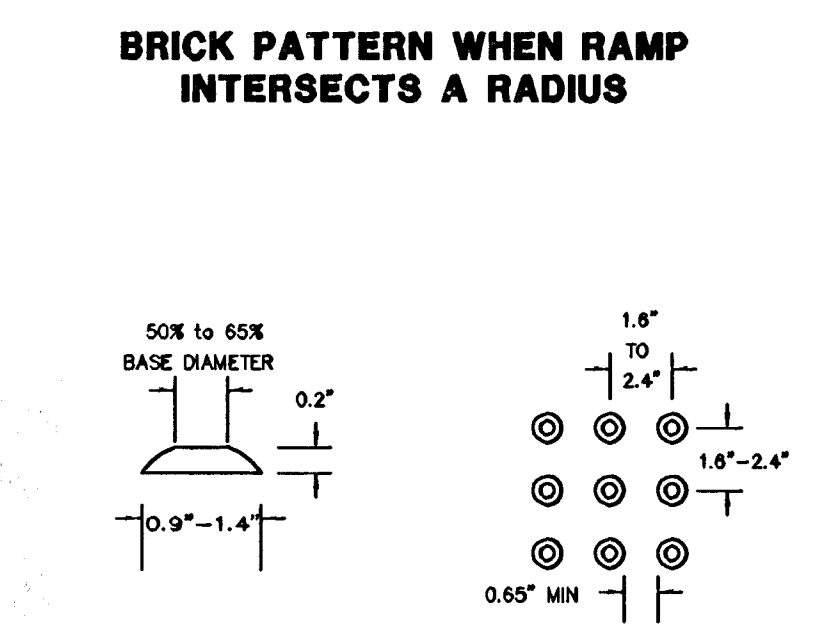 BRICK PATTERN WHEN RAMP
INTERSECTS A RADIUS
50% to 65%
BASE DIAMETER
0.2"
0.9"-1.4"
1.6"
TO
2.4"
1.6"-2.4"
0.65" MIN